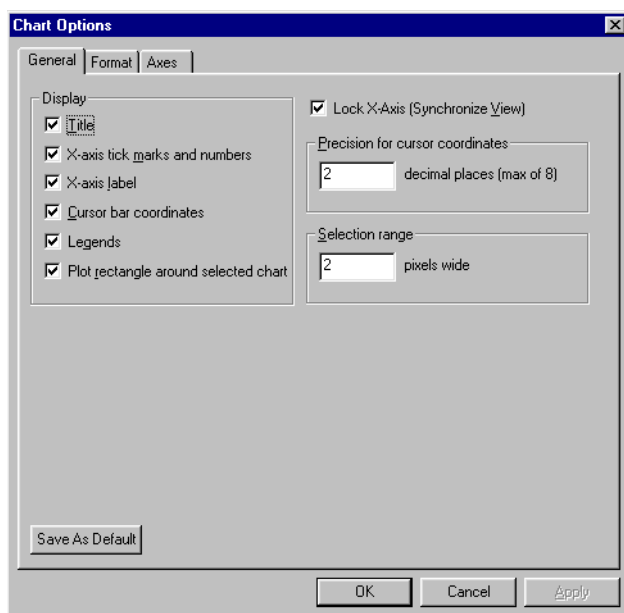 Chart Options
General Format Axes
Display
Title
X-axis tick marks and numbers
X-axis label
Cursor bar coordinates
Legends
Plot rectangle around selected chart
Lock X-Axis (Synchronize View)
Precision for cursor coordinates
2 decimal places (max of 8)
Selection range
2 pixels wide
Save As Default
OK Cancel Apply